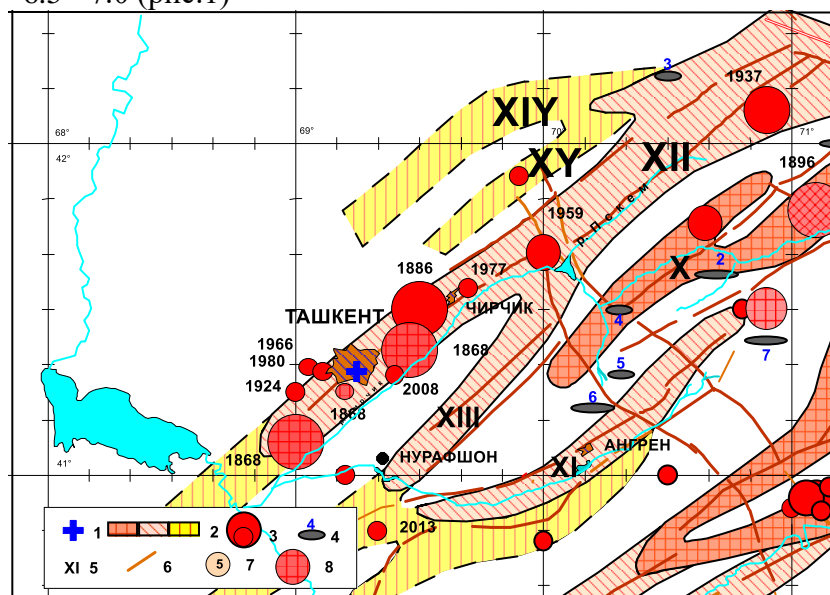 6.5 – 7.0 (рис.1)
3
1937
XIY
70°
71°
68°
69°
42°
XY
XII
1896
1959
р. Пскем
X
2
1886
1977
ЧИРЧИК
ТАШКЕНТ
4
1966
1980
1868
7
5
1924
2008
1868
6
XIII
1868
НУРАФШОН
АНГРЕН
XI
41°
2013
1
2
3
4
4
XI 5
6
5
7
8